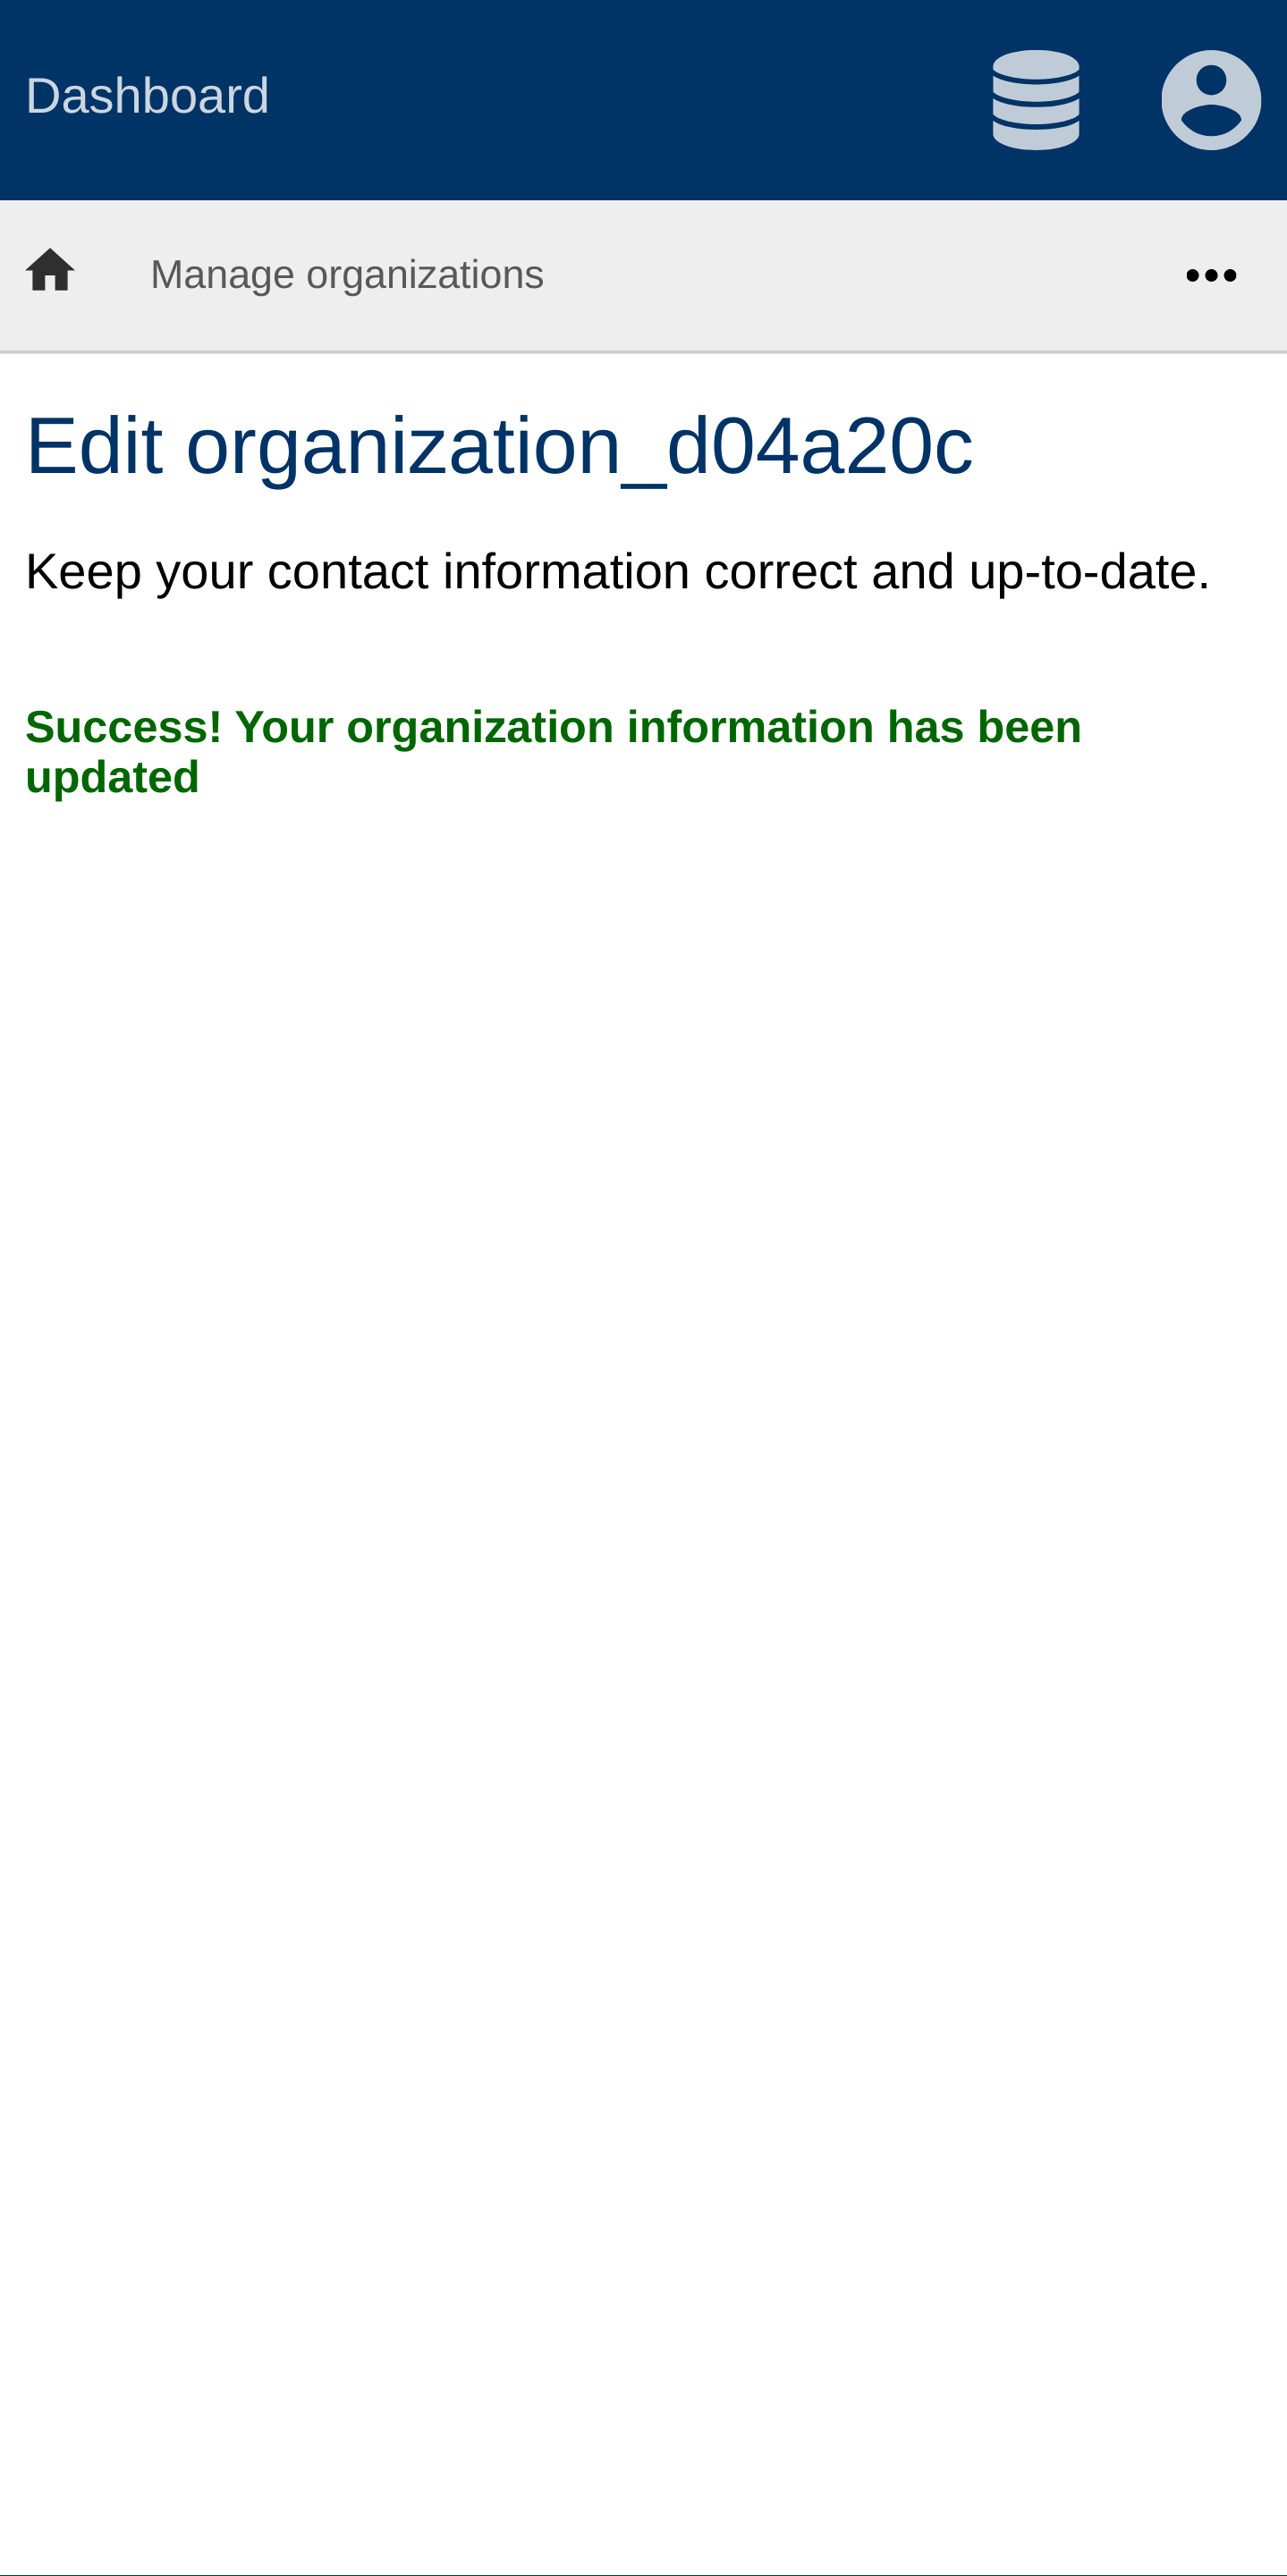 Dashboard
Manage organizations
Edit organization_d04a20c
Keep your contact information correct and up-to-date.
Success! Your organization information has been
updated